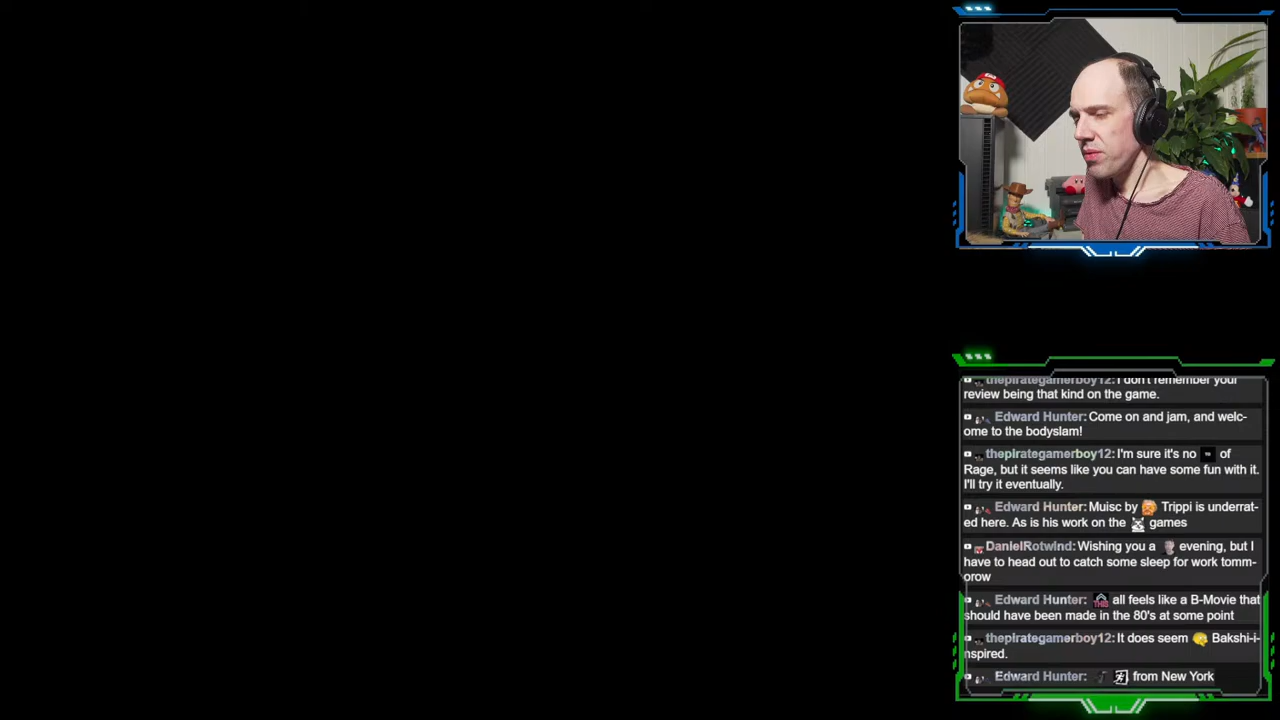 thepirategamerboy12: I don't remember your
review being that kind on the game.
Edward Hunter: Come on and jam, and welc-
ome to the bodyslam!
thepirategamerboy12: I'm sure it's no of
Rage, but it seems like you can have some fun with it.
I'll try it eventually.
Edward Hunter: Muisc by Trippi is underrat-
ed here. As is his work on the games
DanielRotwind: Wishing you a evening, but I
have to head out to catch some sleep for work tomm-
orow
Edward Hunter: THIS all feels like a B-Movie that
should have been made in the 80's at some point
thepirategamerboy12: It does seem Bakshi-i-
nspired.
Edward Hunter: from New York